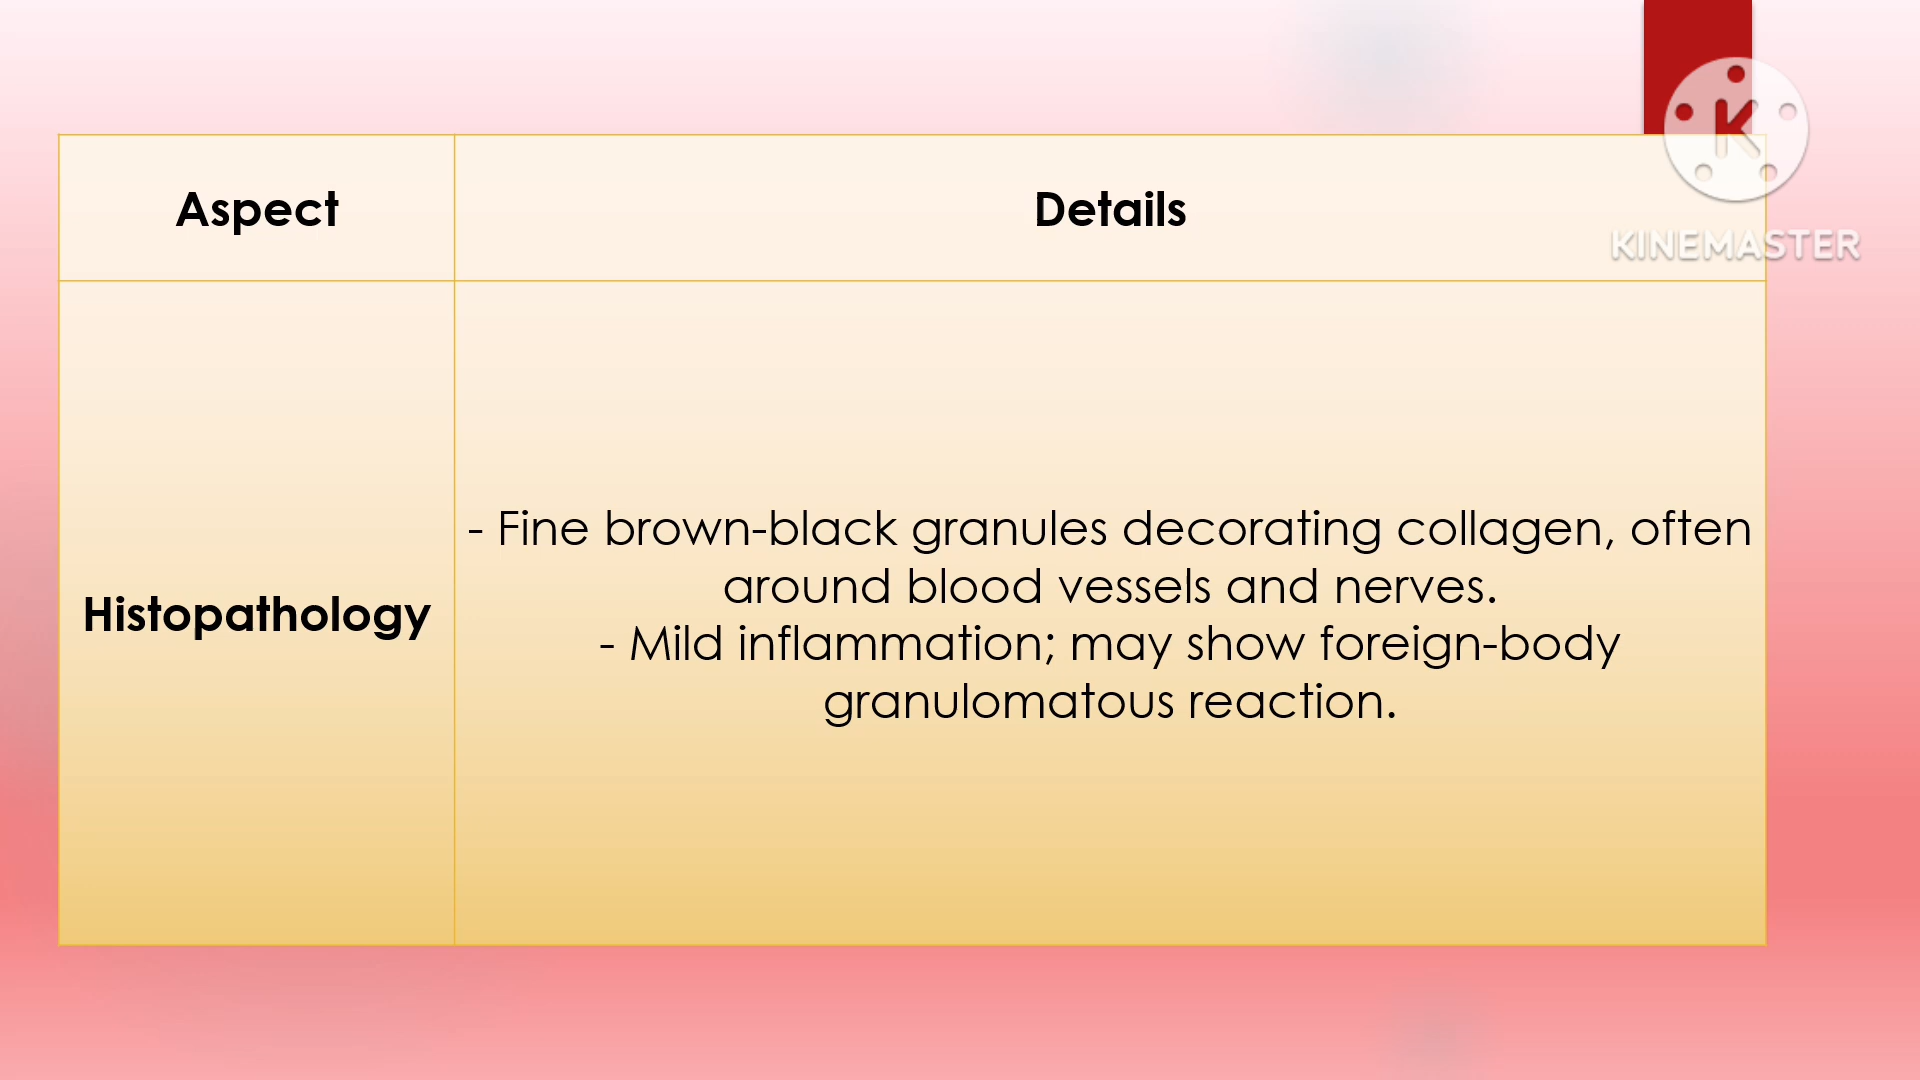 Aspect
Details
K
KINEMASTER
Histopathology
- Fine brown-black granules decorating collagen, often
around blood vessels and nerves.
- Mild inflammation; may show foreign-body
granulomatous reaction.